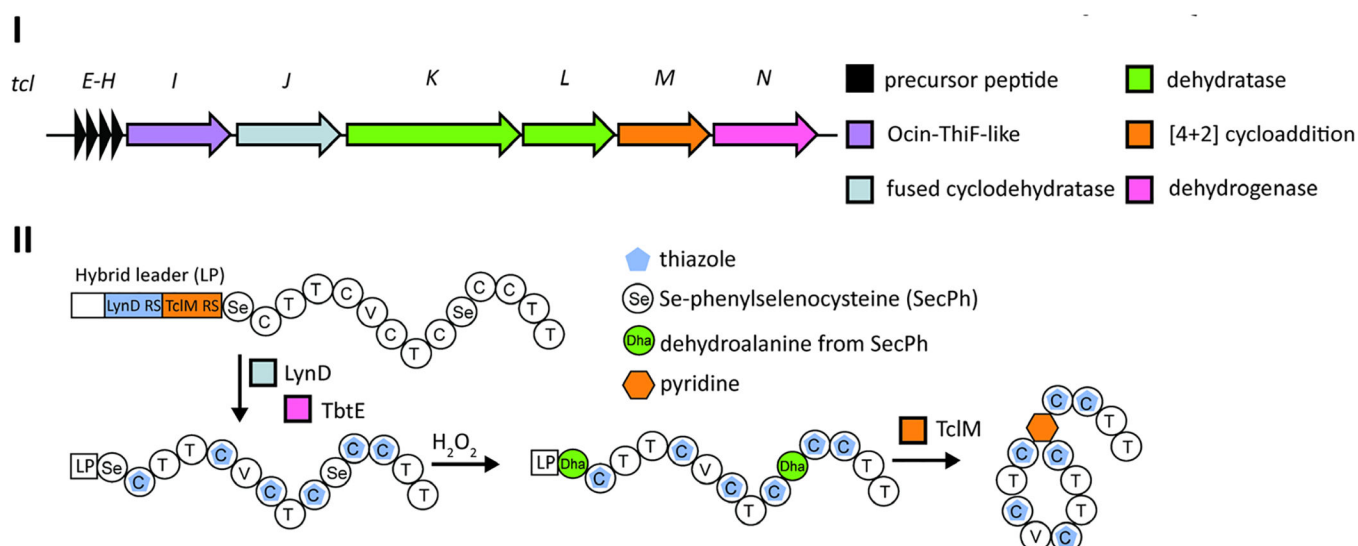 I
tcl E-H I J K L M N
precursor peptide
dehydratase
Ocin-ThiF-like
[4+2] cycloaddition
fused cyclodehydratase
dehydrogenase
II
Hybrid leader (LP)
LynD RS TclM RS Se C T T C V C T C Se C C T T
thiazole
Se Se-phenylselenocysteine (SecPh)
Dha dehydroalanine from SecPh
pyridine
LynD
TbtE
LP Se C T T C V C T C Se C C T T
H2O2
LP Dha C T T C V C T C Dha C C T T
TclM
C C T T
C C
T T
C T
V C